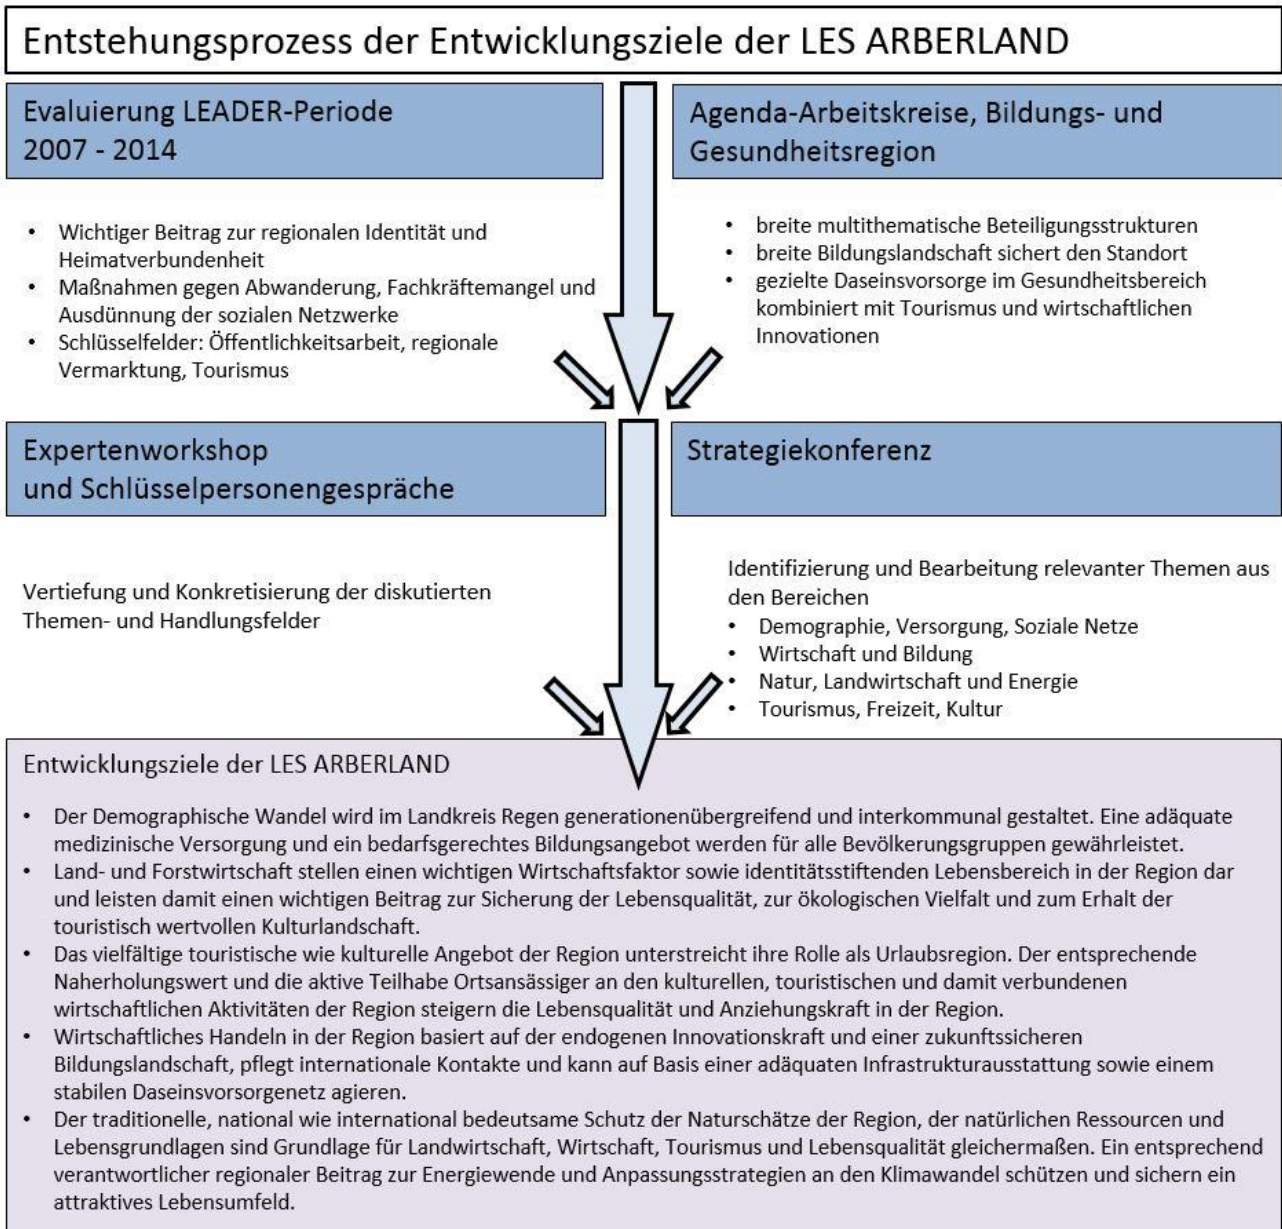 Entstehungsprozess der Entwicklungsziele der LES ARBERLAND
Evaluierung LEADER-Periode
2007 - 2014
• Wichtiger Beitrag zur regionalen Identität und
Heimatverbundenheit
• Maßnahmen gegen Abwanderung, Fachkräftemangel und
Ausdünnung der sozialen Netzwerke
• Schlüsselfelder: Öffentlichkeitsarbeit, regionale
Vermarktung, Tourismus
Agenda-Arbeitskreise, Bildungs- und
Gesundheitsregion
• breite multithematische Beteiligungsstrukturen
• breite Bildungslandschaft sichert den Standort
• gezielte Daseinsvorsorge im Gesundheitsbereich
kombiniert mit Tourismus und wirtschaftlichen
Innovationen
Expertenworkshop
und Schlüsselpersonengespräche
Vertiefung und Konkretisierung der diskutierten
Themen- und Handlungsfelder
Strategiekonferenz
Identifizierung und Bearbeitung relevanter Themen aus
den Bereichen
• Demographie, Versorgung, Soziale Netze
• Wirtschaft und Bildung
• Natur, Landwirtschaft und Energie
• Tourismus, Freizeit, Kultur
Entwicklungsziele der LES ARBERLAND
• Der Demographische Wandel wird im Landkreis Regen generationenübergreifend und interkommunal gestaltet. Eine adäquate
medizinische Versorgung und ein bedarfsgerechtes Bildungsangebot werden für alle Bevölkerungsgruppen gewährleistet.
• Land- und Forstwirtschaft stellen einen wichtigen Wirtschaftsfaktor sowie identitätsstiftenden Lebensbereich in der Region dar
und leisten damit einen wichtigen Beitrag zur Sicherung der Lebensqualität, zur ökologischen Vielfalt und zum Erhalt der
touristisch wertvollen Kulturlandschaft.
• Das vielfältige touristische wie kulturelle Angebot der Region unterstreicht ihre Rolle als Urlaubsregion. Der entsprechende
Naherholungswert und die aktive Teilhabe Ortsansässiger an den kulturellen, touristischen und damit verbundenen
wirtschaftlichen Aktivitäten der Region steigern die Lebensqualität und Anziehungskraft in der Region.
• Wirtschaftliches Handeln in der Region basiert auf der endogenen Innovationskraft und einer zukunftssicheren
Bildungslandschaft, pflegt internationale Kontakte und kann auf Basis einer adäquaten Infrastrukturausstattung sowie einem
stabilen Daseinsvorsorgenetz agieren.
• Der traditionelle, national wie international bedeutsame Schutz der Naturschätze der Region, der natürlichen Ressourcen und
Lebensgrundlagen sind Grundlage für Landwirtschaft, Wirtschaft, Tourismus und Lebensqualität gleichermaßen. Ein entsprechend
verantwortlicher regionaler Beitrag zur Energiewende und Anpassungsstrategien an den Klimawandel schützen und sichern ein
attraktives Lebensumfeld.